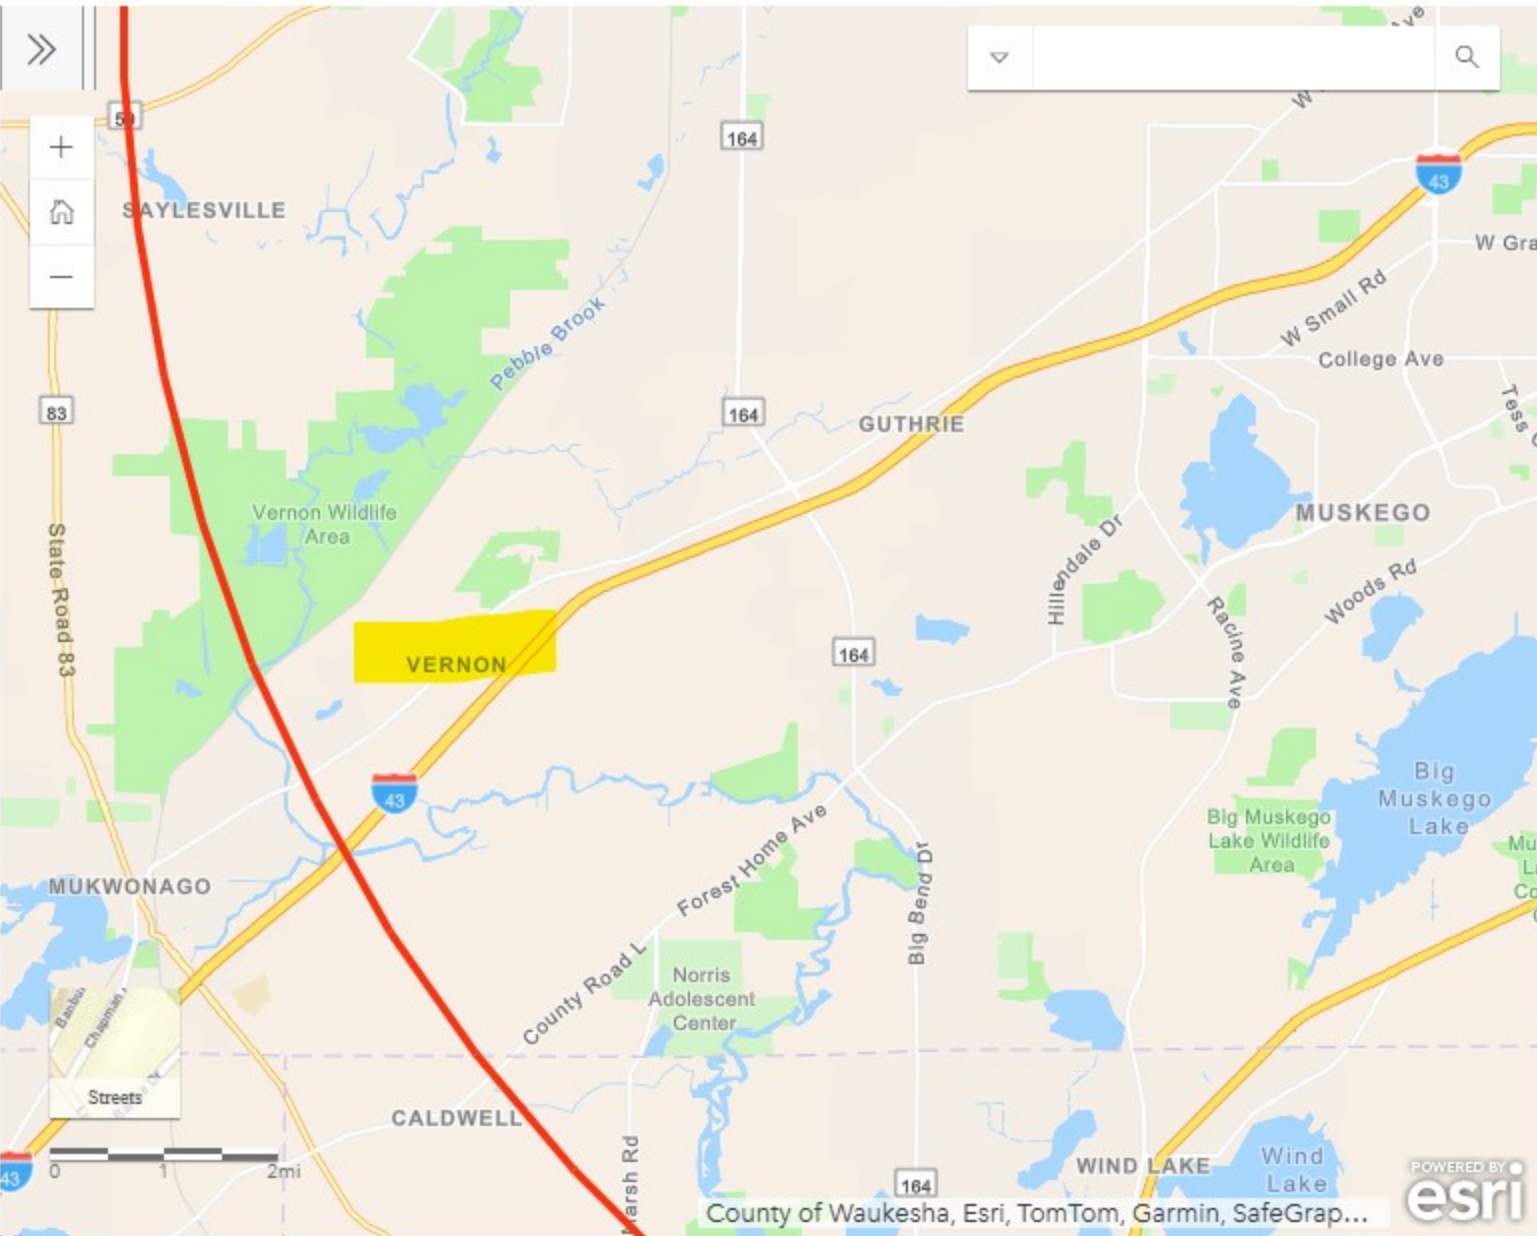 164
43
SAYLESVILLE
W Gra
W Small Rd
Pebble Brook
College Ave
83
Tess
164
GUTHRIE
MUSKEGO
Vernon Wildlife
Area
Hillendale Dr
State Road 83
Woods Rd
Racine Ave
164
VERNON
43
Big
Muskego
Lake
Big Muskego
Lake Wildlife
Area
Forest Home Ave
Big Bend Dr
MUKWONAGO
County Road L
Norris
Adolescent
Center
Streets
CALDWELL
0 1 2mi
43
Marsh Rd
WIND LAKE
Wind
Lake
164
County of Waukesha, Esri, TomTom, Garmin, SafeGrap...
POWERED BY
esri